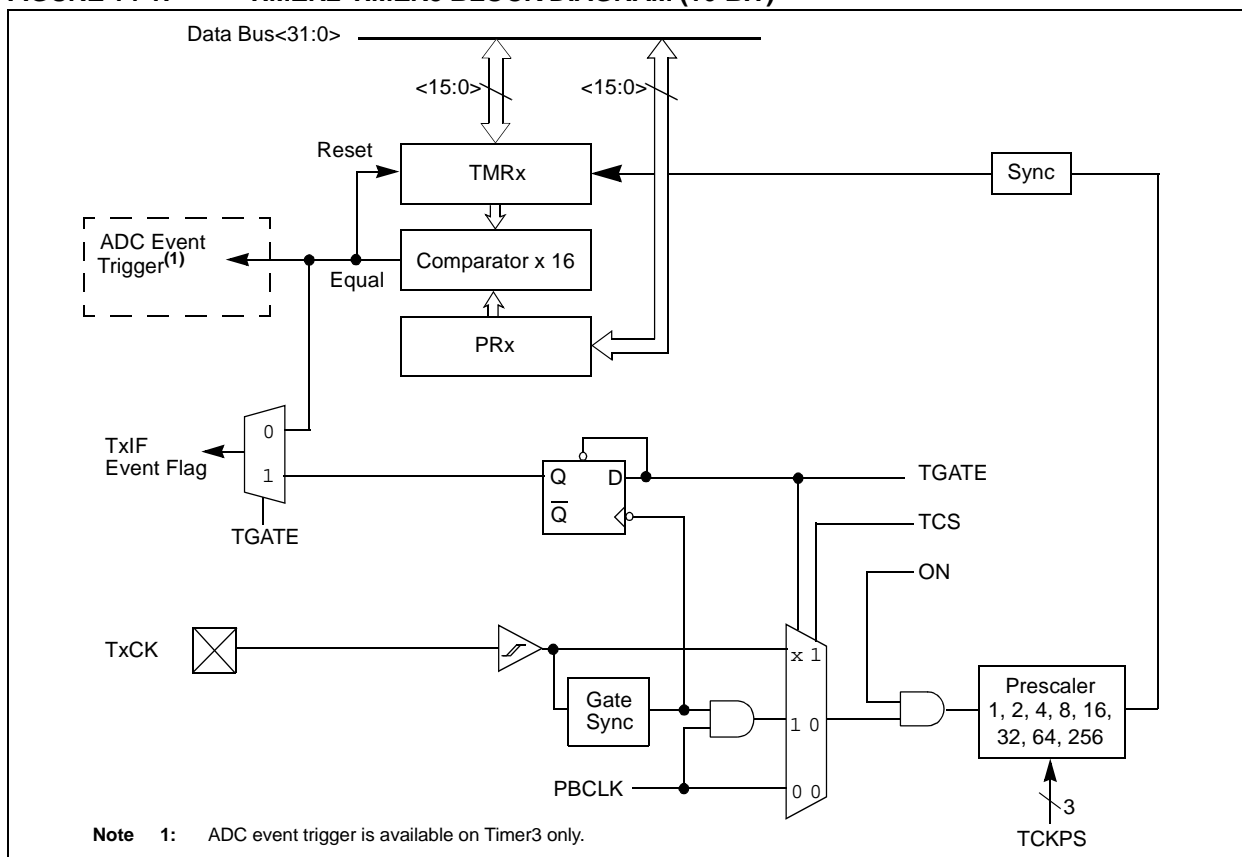 Data Bus<31:0>
<15:0>
<15:0>
Reset
TMRx
Sync
ADC Event
Trigger(1)
Equal
Comparator x 16
PRx
0
1
TxIF
Event Flag
TGATE
Q
D
Q
TGATE
TCS
ON
TxCK
x 1
Gate
Sync
1 0
Prescaler
1, 2, 4, 8, 16,
32, 64, 256
PBCLK
0 0
3
TCKPS
Note 1: ADC event trigger is available on Timer3 only.